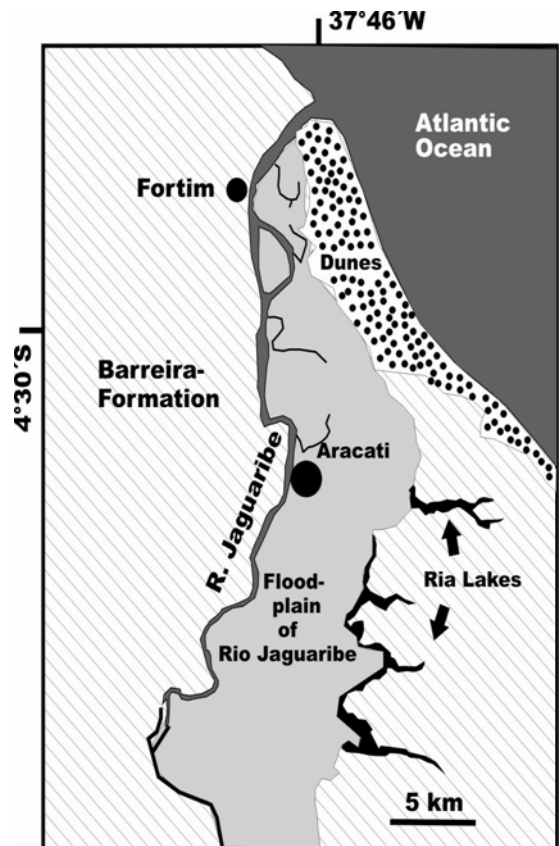 37°46´W
Atlantic
Ocean
Fortim
Dunes
4°30´S
Barreira-
Formation
Aracati
R. Jaguaribe
Ria Lakes
Flood-
plain
of
Rio Jaguaribe
5 km